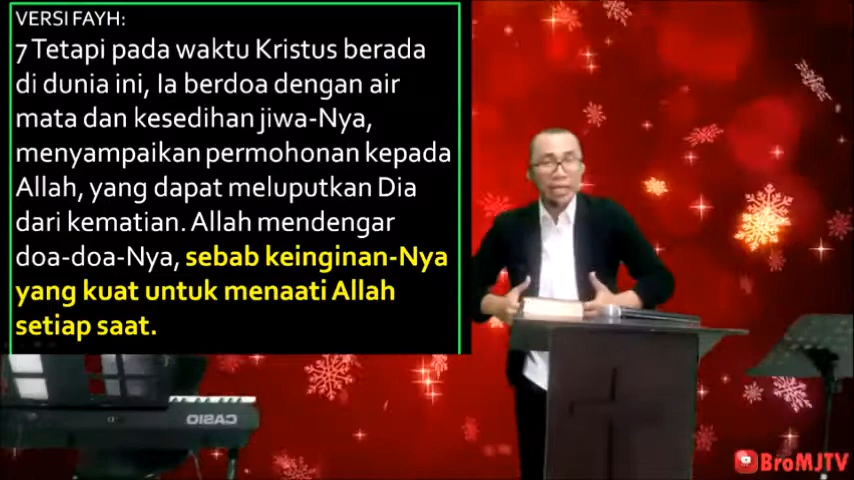 VERSI FAYH:
7 Tetapi pada waktu Kristus berada
di dunia ini, Ia berdoa dengan air
mata dan kesedihan jiwa-Nya,
menyampaikan permohonan kepada
Allah, yang dapat meluputkan Dia
dari kematian. Allah mendengar
doa-doa-Nya, sebab keinginan-Nya
yang kuat untuk menaati Allah
setiap saat.
CASIO
BroMJTV